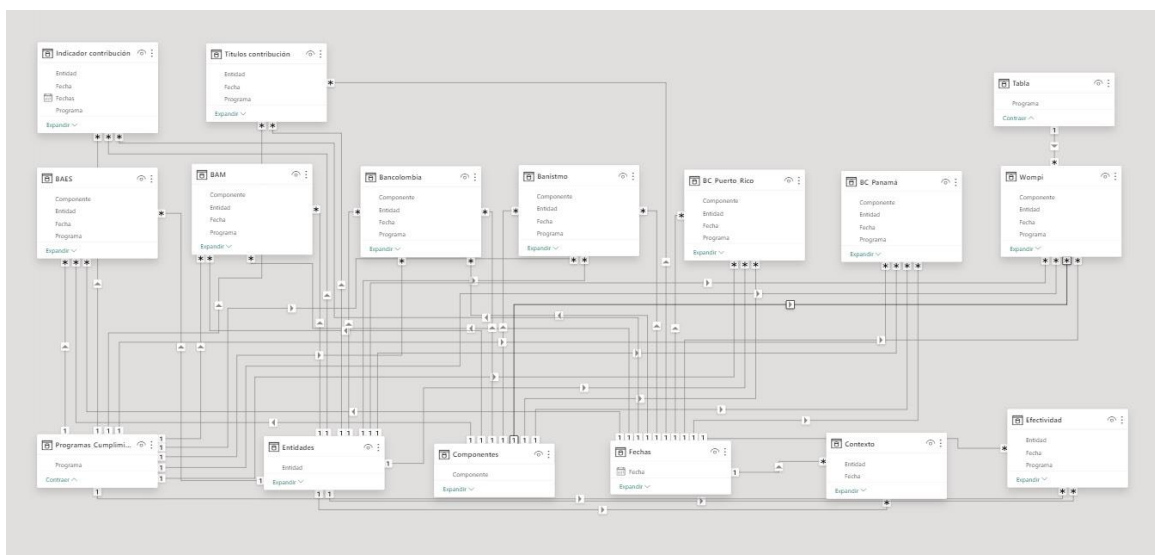 Indicador contribución
Entidad
Fecha
Fechas
Programa
Expandir
Titulos contribución
Entidad
Fecha
Programa
Expandir
Tabla
Programa
Contraer
BAES
Componente
Entidad
Fecha
Programa
Expandir
BAM
Componente
Entidad
Fecha
Programa
Expandir
Bancolombia
Componente
Entidad
Fecha
Programa
Expandir
Banistmo
Componente
Entidad
Fecha
Programa
Expandir
BC_Puerto_Rico
Componente
Entidad
Fecha
Programa
Expandir
BC_Panamá
Componente
Entidad
Fecha
Programa
Expandir
Wompi
Componente
Entidad
Fecha
Programa
Expandir
Programas Cumplimi...
Programa
Contraer
Entidades
Entidad
Expandir
Componentes
Componente
Expandir
Fechas
Fecha
Expandir
Contexto
Entidad
Fecha
Expandir
Efectividad
Entidad
Fecha
Programa
Expandir